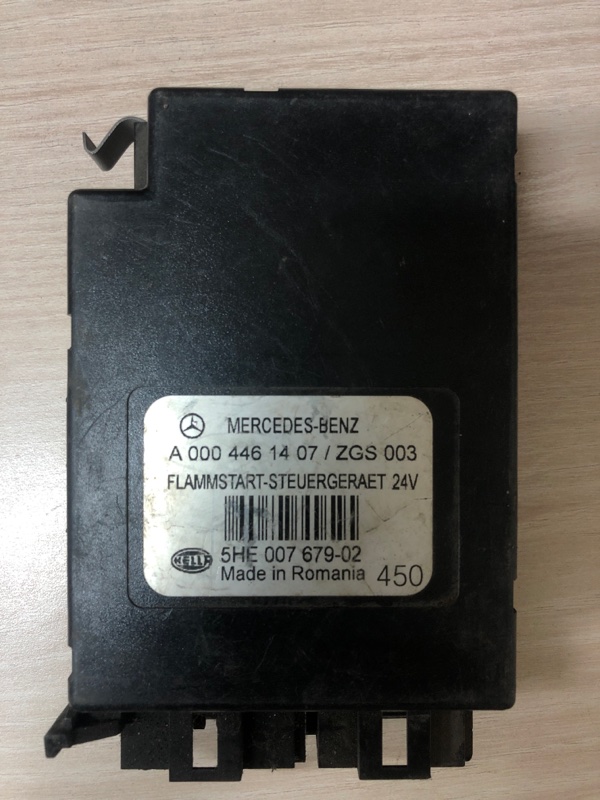 MERCEDES-BENZ
A 000 446 14 07 / ZGS 003
FLAMMSTART-STEUERGERAET 24V
5HE 007 679-02
HELLA
Made in Romania 450